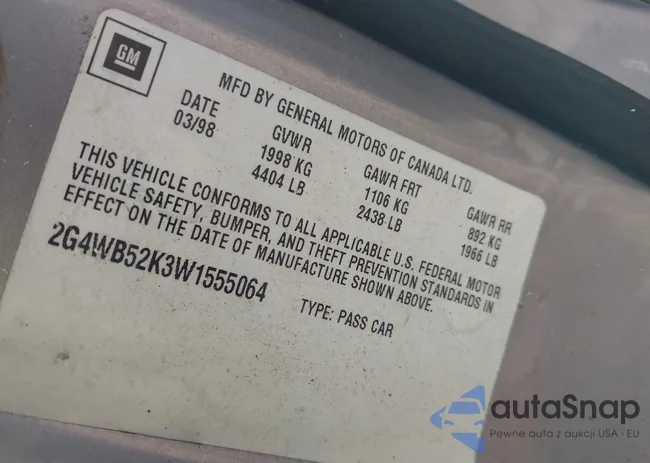 GM
MFD BY GENERAL MOTORS OF CANADA LTD.
DATE GVWR GAWR FRT GAWR RR
03/98 1998 KG 1106 KG 892 KG
4404 LB 2438 LB 1966 LB
THIS VEHICLE CONFORMS TO ALL APPLICABLE U.S. FEDERAL MOTOR
VEHICLE SAFETY, BUMPER, AND THEFT PREVENTION STANDARDS IN
EFFECT ON THE DATE OF MANUFACTURE SHOWN ABOVE.
2G4WB52K3W1555064 TYPE: PASS CAR
autaSnap
Pewne auta z aukcji USA i EU